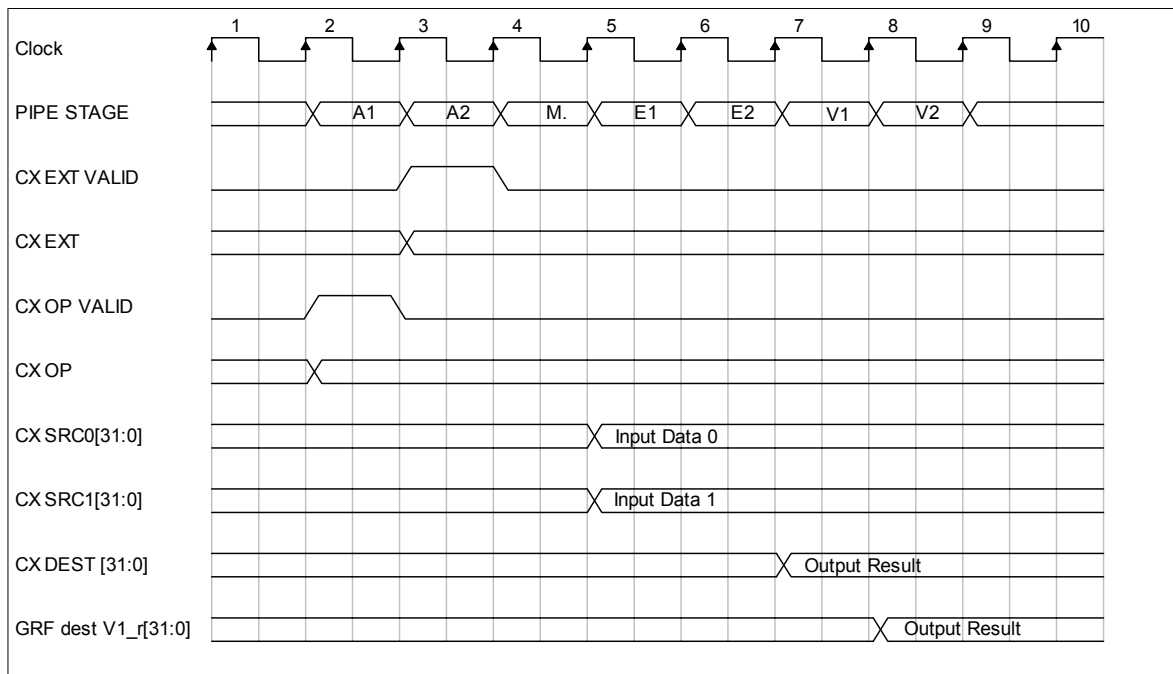 1 2 3 4 5 6 7 8 9 10
Clock
PIPE STAGE A1 A2 M. E1 E2 V1 V2
CX EXT VALID
CX EXT
CX OP VALID
CX OP
CX SRC0[31:0] Input Data 0
CX SRC1[31:0] Input Data 1
CX DEST [31:0] Output Result
GRF dest V1_r[31:0] Output Result